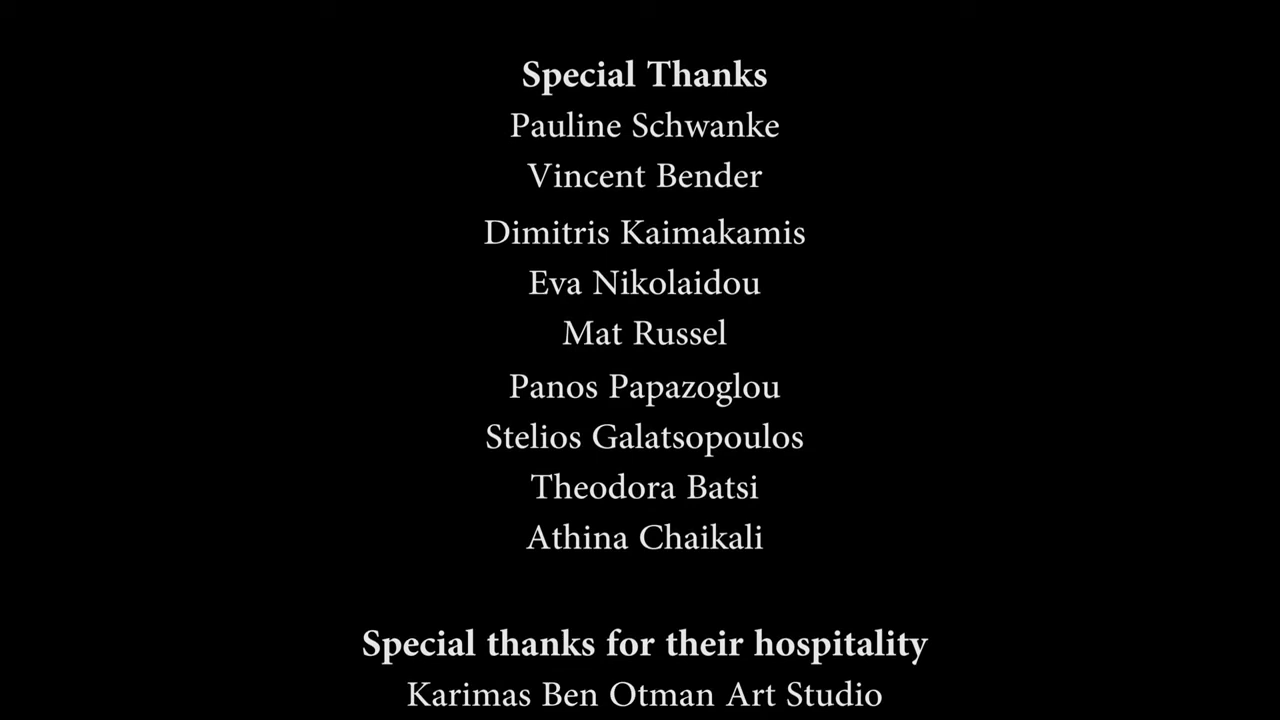 Special Thanks
Pauline Schwanke
Vincent Bender
Dimitris Kaimakamis
Eva Nikolaidou
Mat Russel
Panos Papazoglou
Stelios Galatsopoulos
Theodora Batsi
Athina Chaikali
Special thanks for their hospitality
Karimas Ben Otman Art Studio